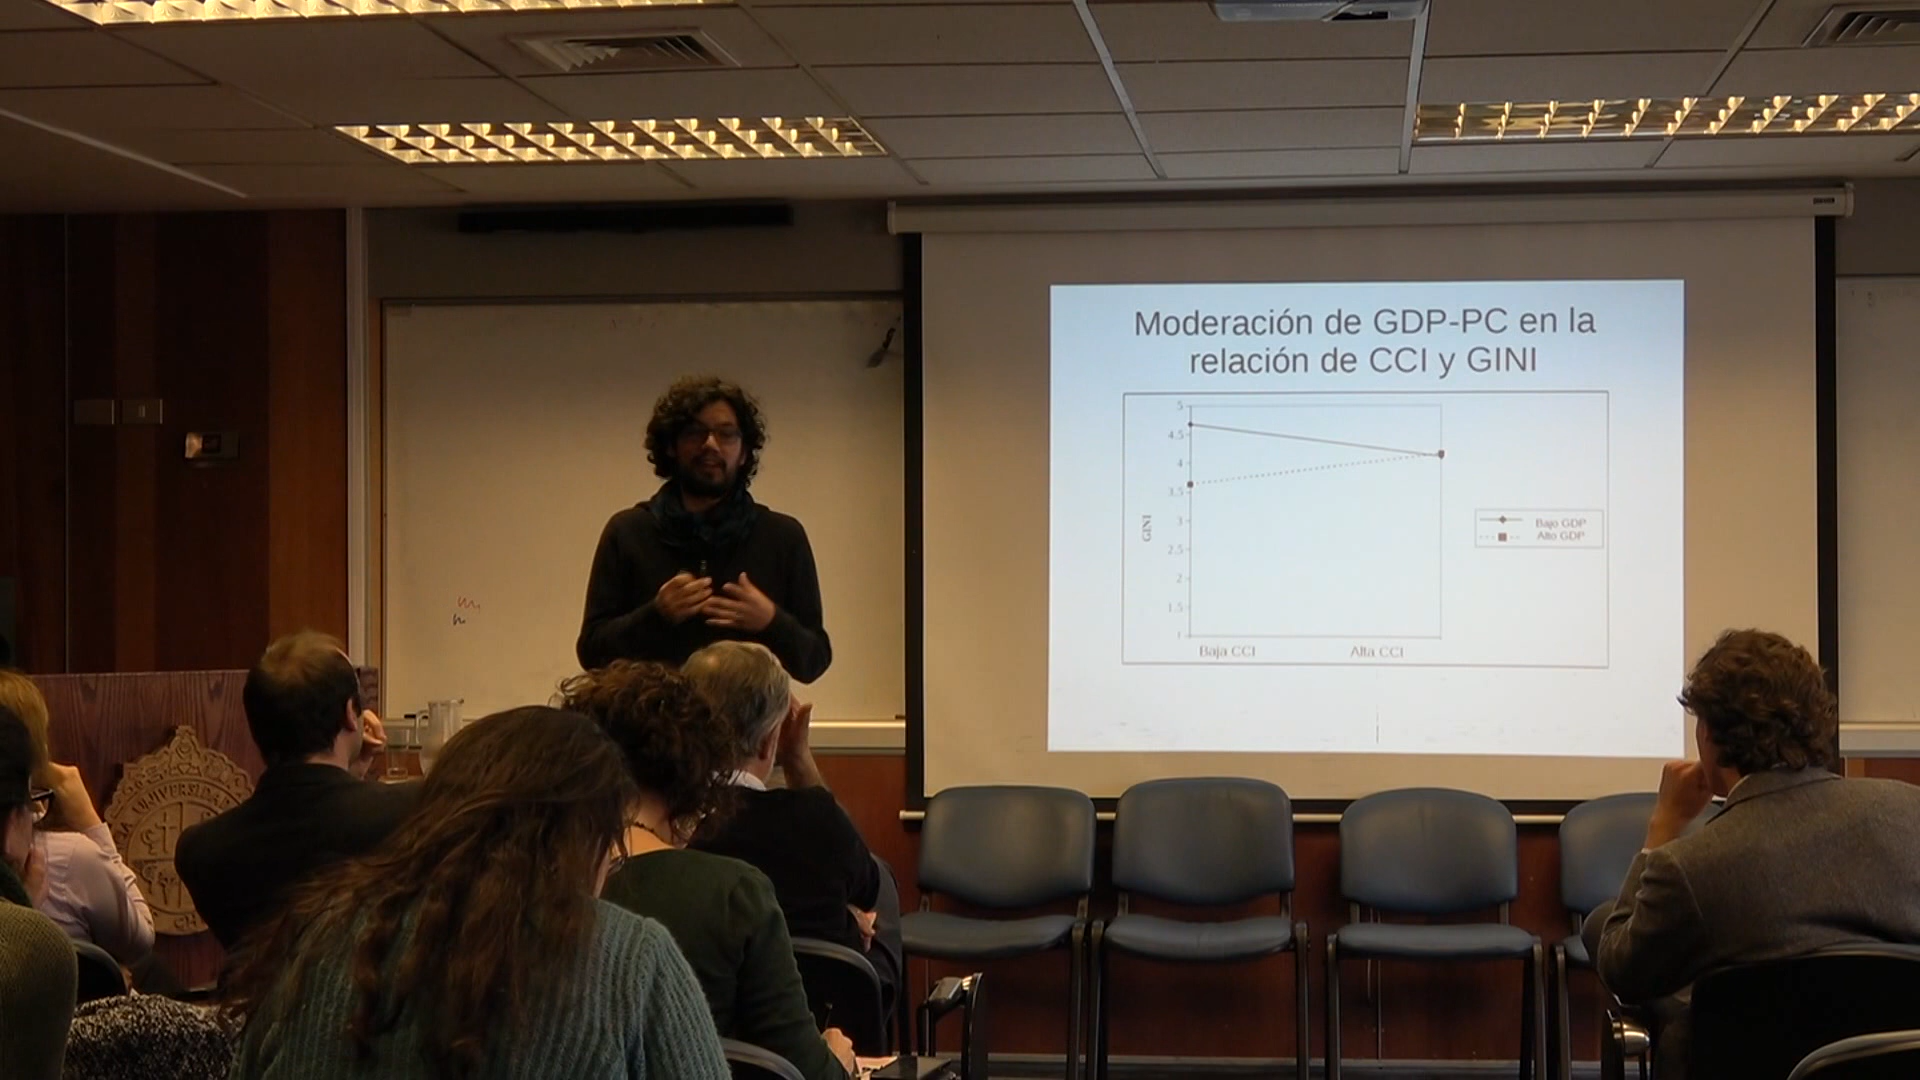 Moderación de GDP-PC en la
relación de CCI y GINI
5
4.5
4
3.5
3
2.5
2
1.5
1
GINI
Baja CCI
Alta CCI
Bajo GDP
Alto GDP
UNIVERSIDA